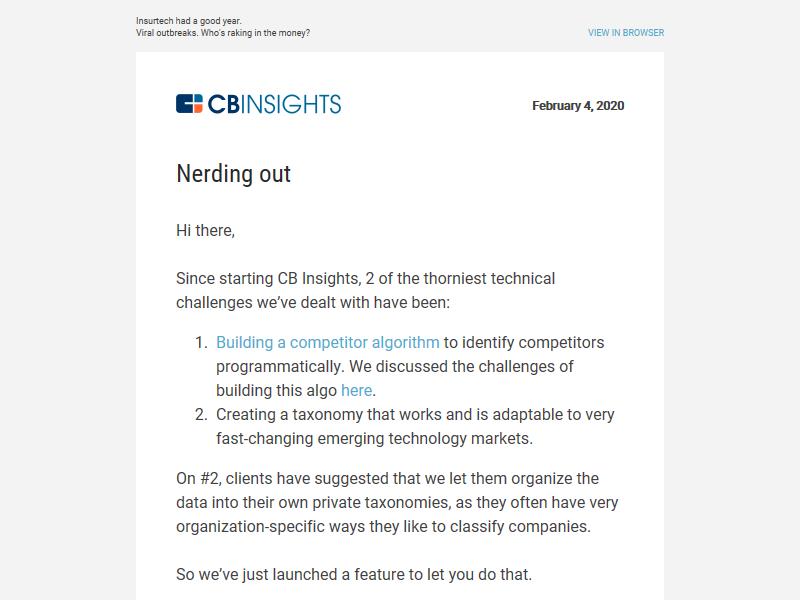 Insurtech had a good year.
Viral outbreaks. Who's raking in the money?
VIEW IN BROWSER
CBINSIGHTS
February 4, 2020
Nerding out
Hi there,
Since starting CB Insights, 2 of the thorniest technical
challenges we've dealt with have been:
1. Building a competitor algorithm to identify competitors
programmatically. We discussed the challenges of
building this algo here.
2. Creating a taxonomy that works and is adaptable to very
fast-changing emerging technology markets.
On #2, clients have suggested that we let them organize the
data into their own private taxonomies, as they often have very
organization-specific ways they like to classify companies.
So we've just launched a feature to let you do that.